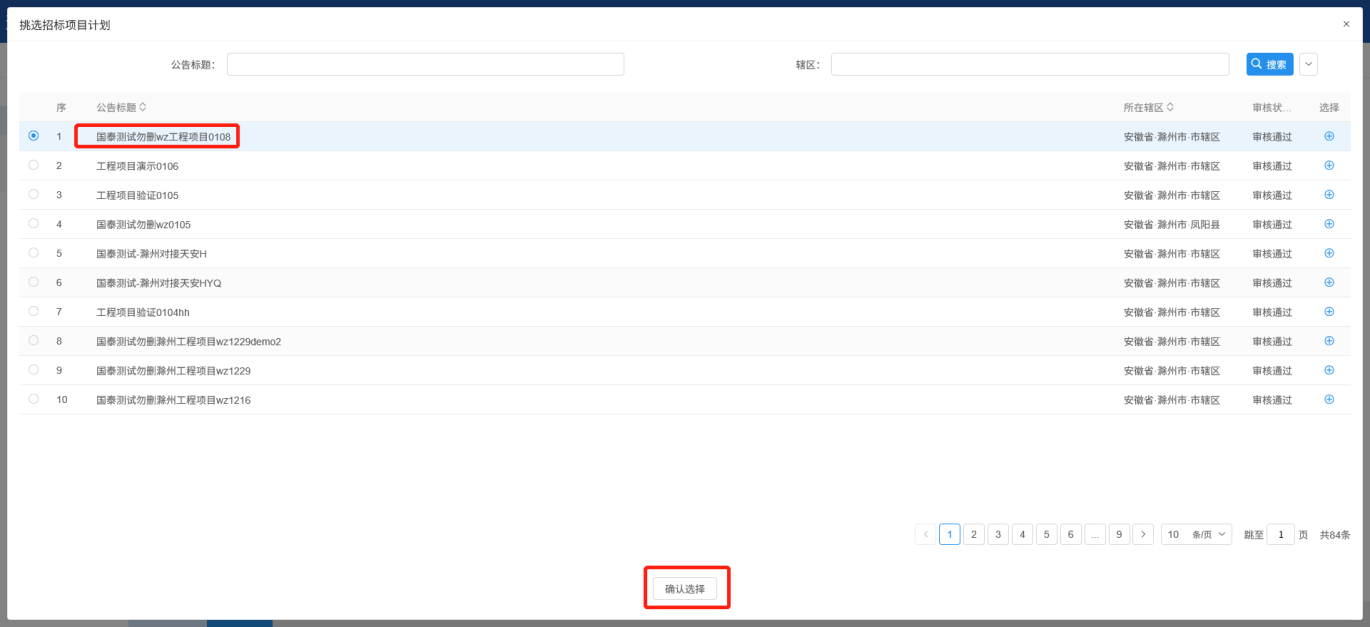 挑选招标项目计划 ×
公告标题: 辖区: 搜索
序 公告标题 所在辖区 审核状... 选择
1 国泰测试勿删wz工程项目0108 安徽省·滁州市·市辖区 审核通过
2 工程项目演示0106 安徽省·滁州市·市辖区 审核通过
3 工程项目验证0105 安徽省·滁州市·市辖区 审核通过
4 国泰测试勿删wz0105 安徽省·滁州市·凤阳县 审核通过
5 国泰测试-滁州对接天安H 安徽省·滁州市·市辖区 审核通过
6 国泰测试-滁州对接天安HYQ 安徽省·滁州市·市辖区 审核通过
7 工程项目验证0104hh 安徽省·滁州市·市辖区 审核通过
8 国泰测试勿删滁州工程项目wz1229demo2 安徽省·滁州市·市辖区 审核通过
9 国泰测试勿删滁州工程项目wz1229 安徽省·滁州市·市辖区 审核通过
10 国泰测试勿删滁州工程项目wz1216 安徽省·滁州市·市辖区 审核通过
< 1 2 3 4 5 6 ... 9 > 10 条/页 跳至 1 页 共84条
确认选择